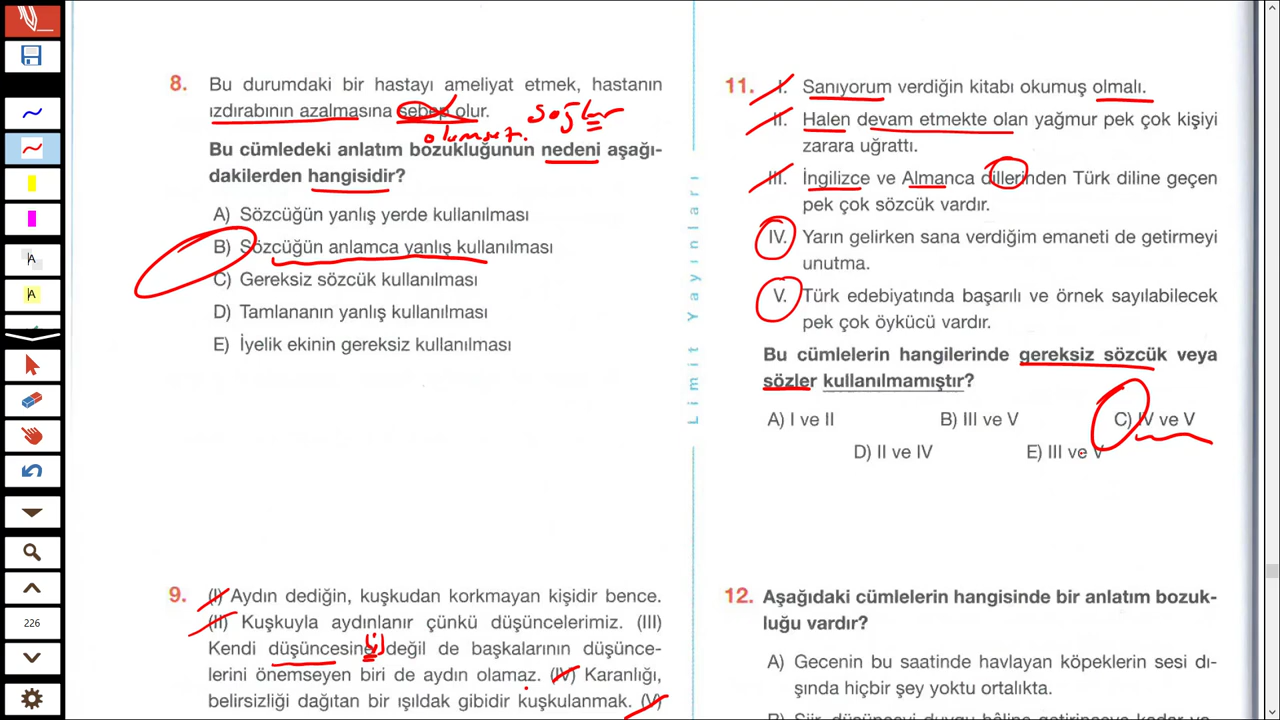 8. Bu durumdaki bir hastayı ameliyat etmek, hastanın
ızdırabının azalmasına sebep olur.
sağlar
olumsuz
Bu cümledeki anlatım bozukluğunun nedeni aşağı-
dakilerden hangisidir?
A) Sözcüğün yanlış yerde kullanılması
B) Sözcüğün anlamca yanlış kullanılması
C) Gereksiz sözcük kullanılması
D) Tamlananın yanlış kullanılması
E) İyelik ekinin gereksiz kullanılması
9. (I) Aydın dediğin, kuşkudan korkmayan kişidir bence.
(II) Kuşkuyla aydınlanır çünkü düşüncelerimiz. (III)
Kendi düşüncesine değil de başkalarının düşünce-
lerini önemseyen biri de aydın olamaz. (IV) Karanlığı,
belirsizliği dağıtan bir ışıldak gibidir kuşkulanmak. (V)
Limit Yayınları
11. I. Sanıyorum verdiğin kitabı okumuş olmalı.
II. Halen devam etmekte olan yağmur pek çok kişiyi
zarara uğrattı.
III. İngilizce ve Almanca dillerinden Türk diline geçen
pek çok sözcük vardır.
IV. Yarın gelirken sana verdiğim emaneti de getirmeyi
unutma.
V. Türk edebiyatında başarılı ve örnek sayılabilecek
pek çok öykücü vardır.
Bu cümlelerin hangilerinde gereksiz sözcük veya
sözler kullanılmamıştır?
A) I ve II B) III ve V C) IV ve V
D) II ve IV E) III ve V
12. Aşağıdaki cümlelerin hangisinde bir anlatım bozuk-
luğu vardır?
A) Gecenin bu saatinde havlayan köpeklerin sesi dı-
şında hiçbir şey yoktu ortalıkta.
226
A
A